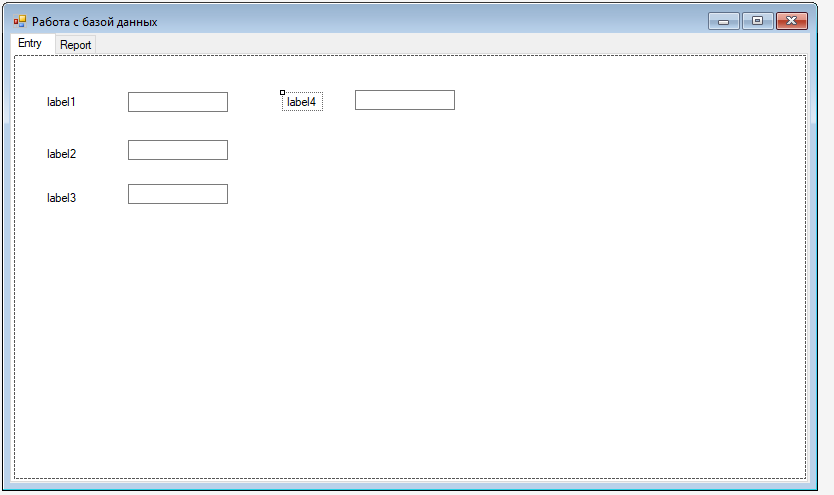 Работа с базой данных
Entry Report
label1 label4
label2
label3